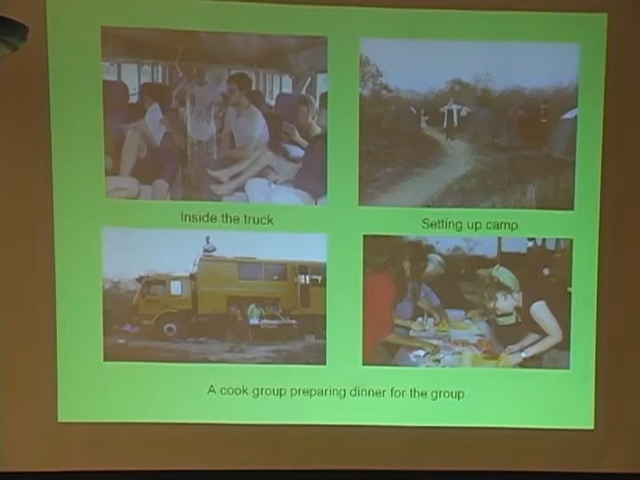 Inside the truck
Setting up camp
A cook group preparing dinner for the group